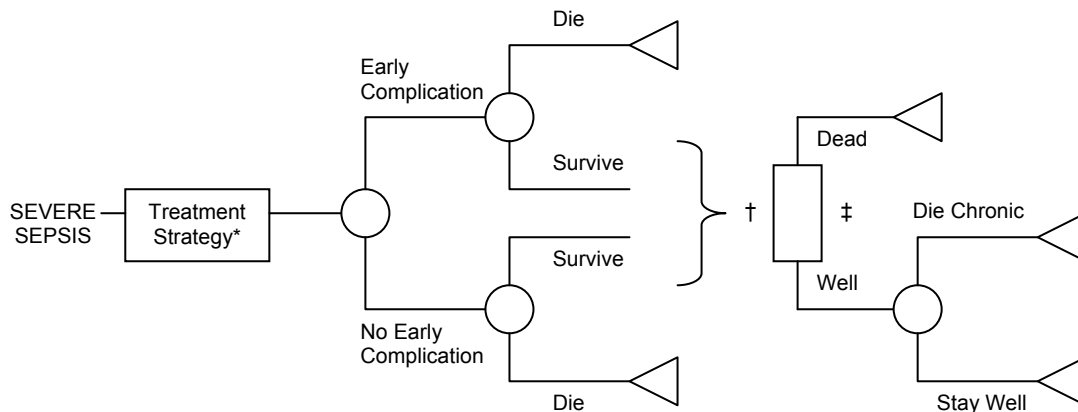 Die
Early
Complication
Dead
Survive
†
‡
SEVERE
SEPSIS
Treatment
Strategy*
Die Chronic
Survive
Well
No Early
Complication
Die
Stay Well